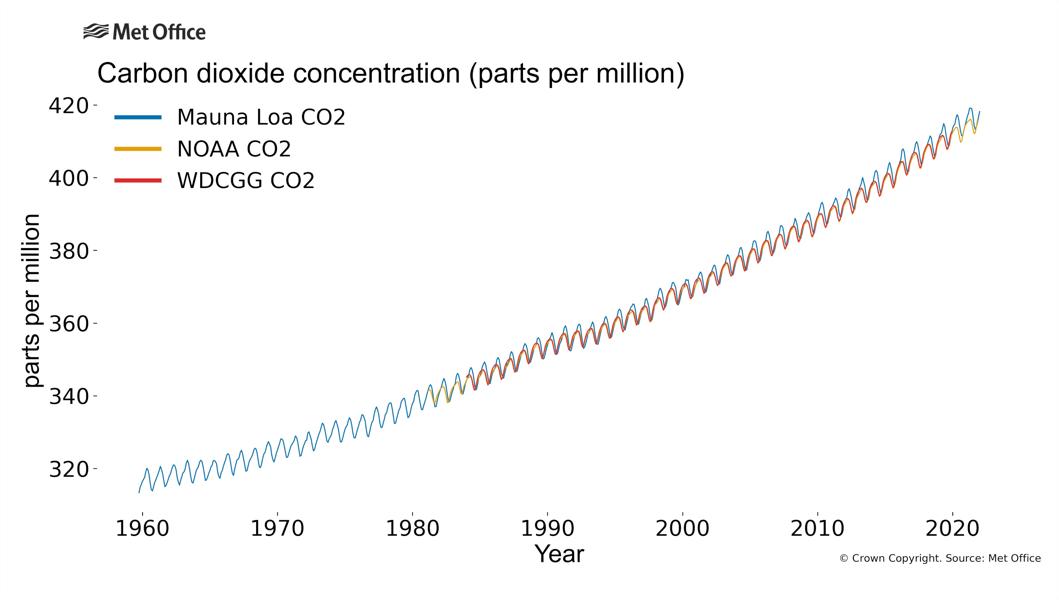 Met Office
Carbon dioxide concentration (parts per million)
Mauna Loa CO2
NOAA CO2
WDCGG CO2
420
400
380
360
340
320
parts per million
1960 1970 1980 1990 2000 2010 2020
Year
© Crown Copyright. Source: Met Office